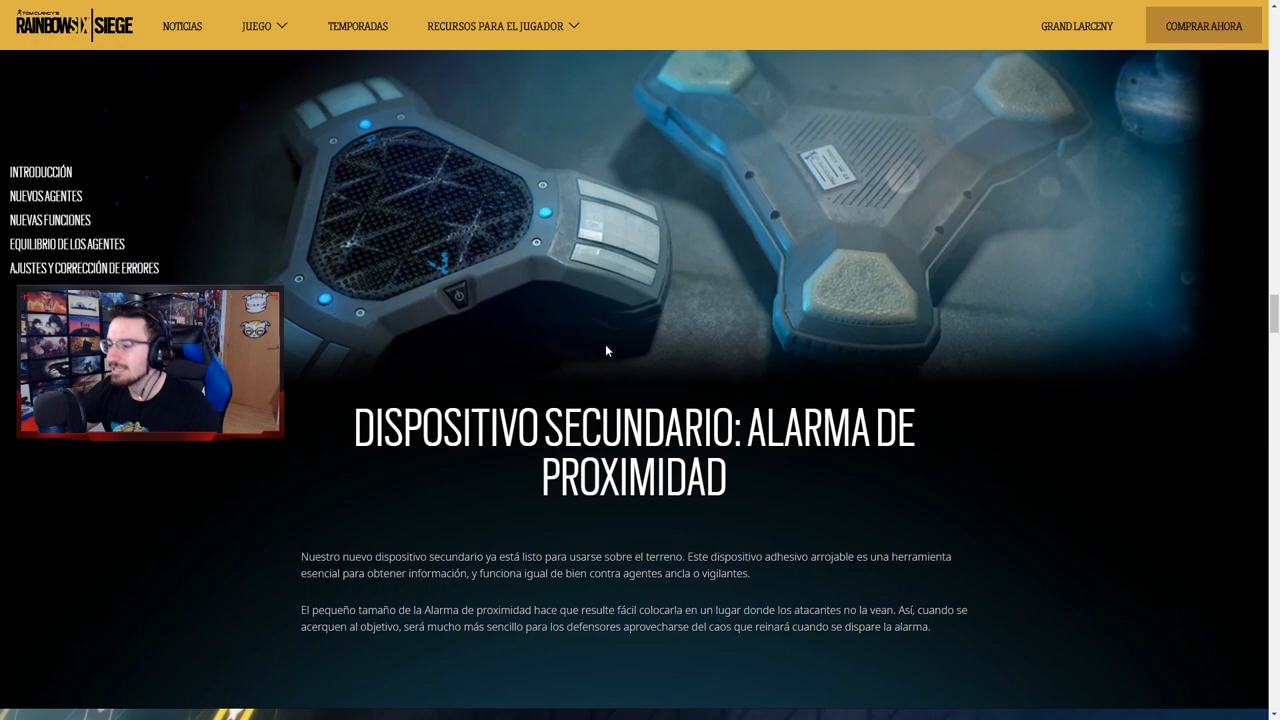 TOM CLANCY'S
RAINBOWSIX | SIEGE
NOTICIAS
JUEGO
TEMPORADAS
RECURSOS PARA EL JUGADOR
GRAND LARCENY
COMPRAR AHORA
INTRODUCCIÓN
NUEVOS AGENTES
NUEVAS FUNCIONES
EQUILIBRIO DE LOS AGENTES
AJUSTES Y CORRECCIÓN DE ERRORES
DISPOSITIVO SECUNDARIO: ALARMA DE
PROXIMIDAD
Nuestro nuevo dispositivo secundario ya está listo para usarse sobre el terreno. Este dispositivo adhesivo arrojable es una herramienta
esencial para obtener información, y funciona igual de bien contra agentes ancla o vigilantes.
El pequeño tamaño de la Alarma de proximidad hace que resulte fácil colocarla en un lugar donde los atacantes no la vean. Así, cuando se
acerquen al objetivo, será mucho más sencillo para los defensores aprovecharse del caos que reinará cuando se dispare la alarma.